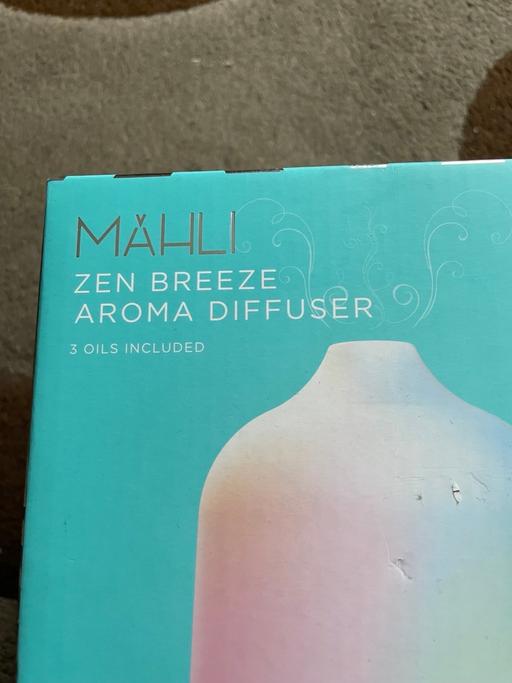 MÄHLI
ZEN BREEZE
AROMA DIFFUSER
3 OILS INCLUDED